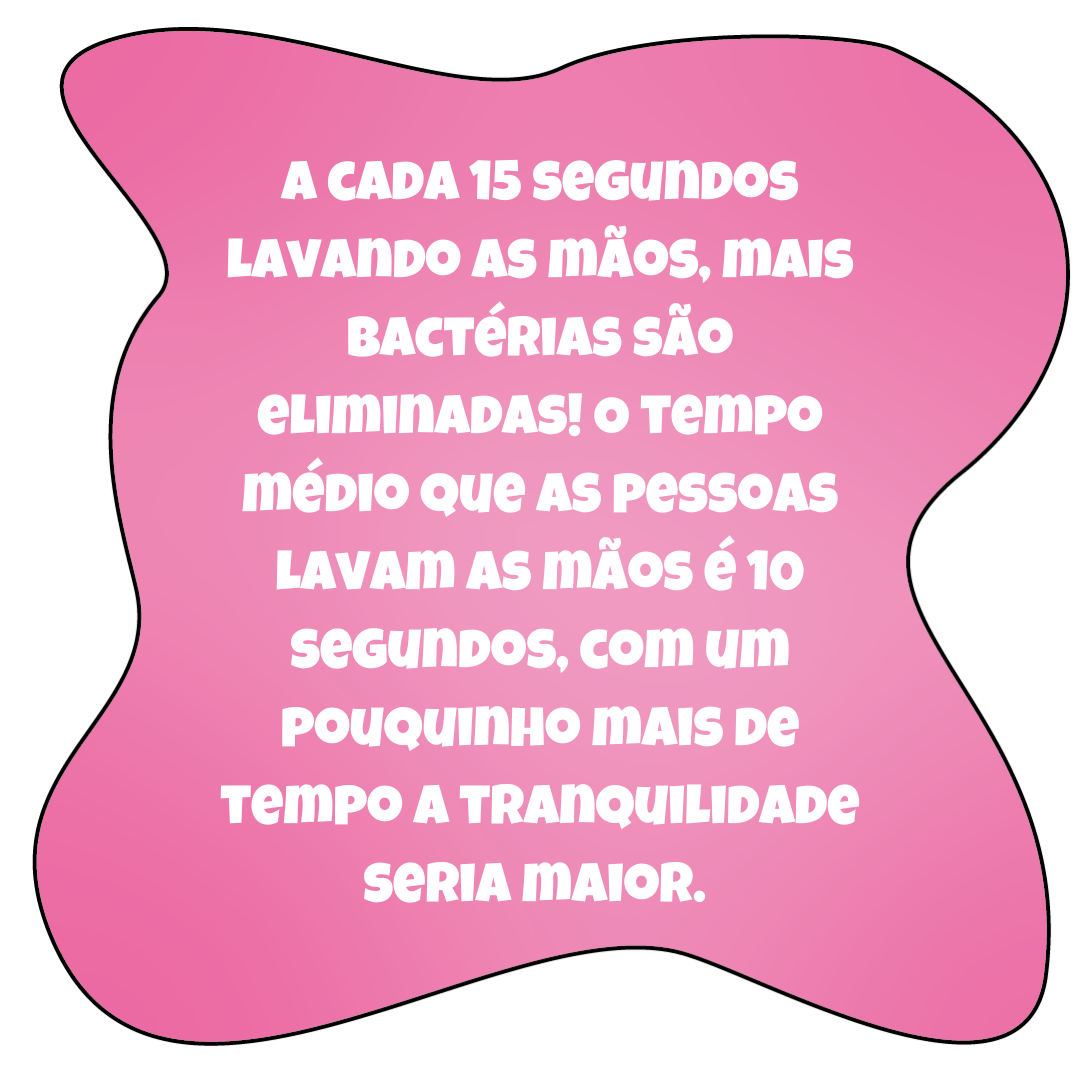 A cada 15 segundos
lavando as mãos, mais
bactérias são
eliminadas! O tempo
médio que as pessoas
lavam as mãos é 10
segundos, com um
pouquinho mais de
tempo a tranquilidade
seria maior.